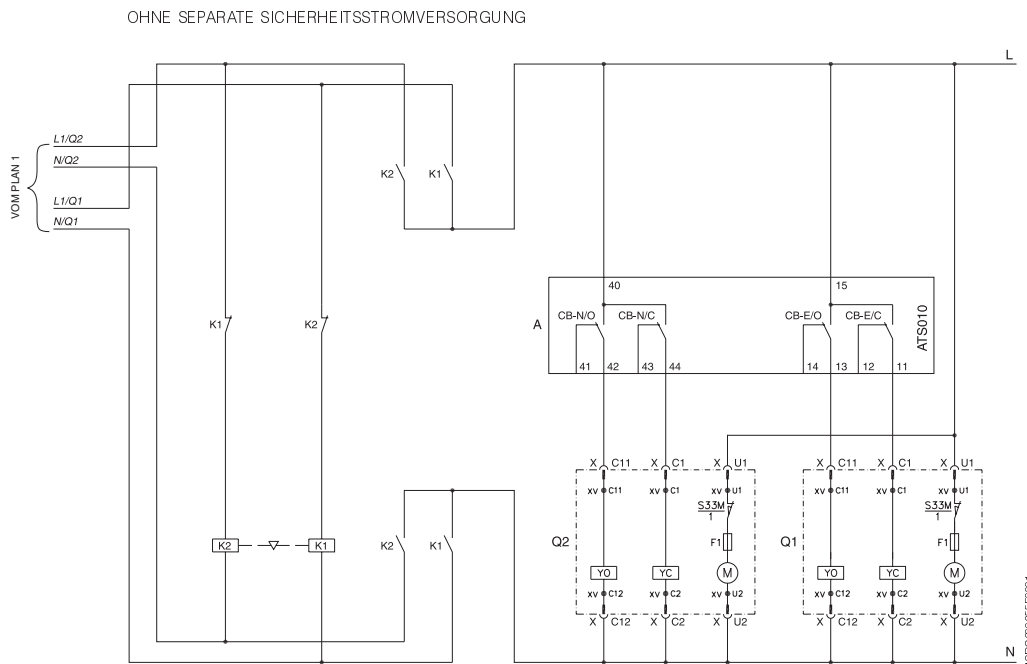 OHNE SEPARATE SICHERHEITSSTROMVERSORGUNG
L
L1/Q2
N/Q2
VOM PLAN 1
L1/Q1
N/Q1
K2 K1
40 15
A CB-N/O CB-N/C CB-E/O CB-E/C ATS010
K1 K2
41 42 43 44 14 13 12 11
X C11 X C1 X U1 X C11 X C1 X U1
XV C11 XV C1 XV U1 XV C11 XV C1 XV U1
S33M S33M
1 1
Q2 F1 Q1 F1
K2 K1 K2 K1
YO YC M YO YC M
XV C12 XV C2 XV U2 XV C12 XV C2 XV U2
X C12 X C2 X U2 X C12 X C2 X U2
N